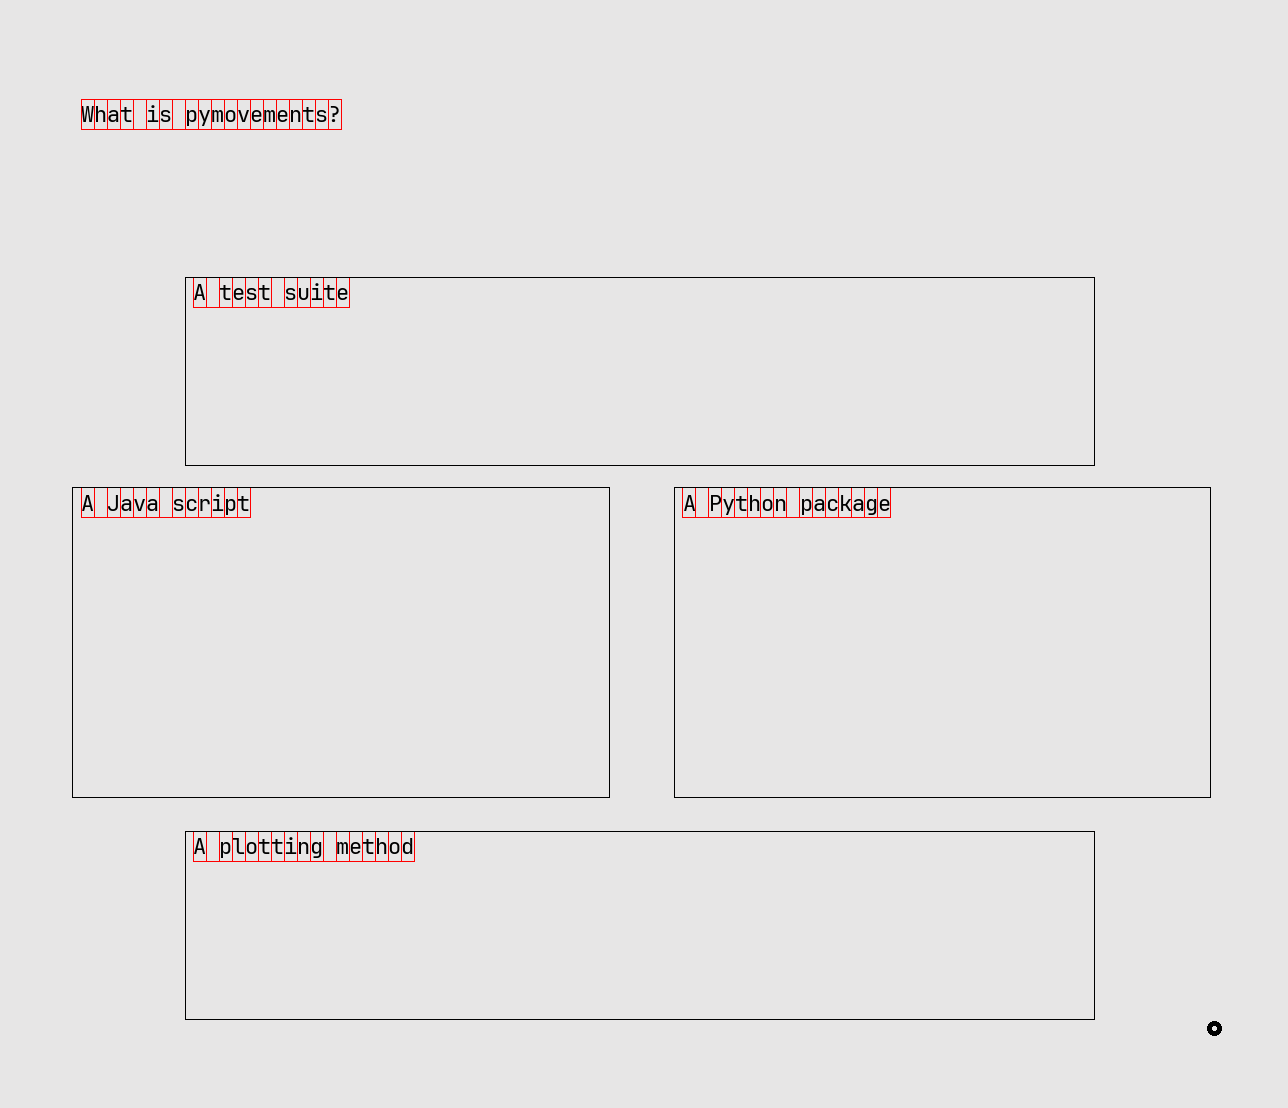 What is pymovements?
A test suite
A Java script
A Python package
A plotting method